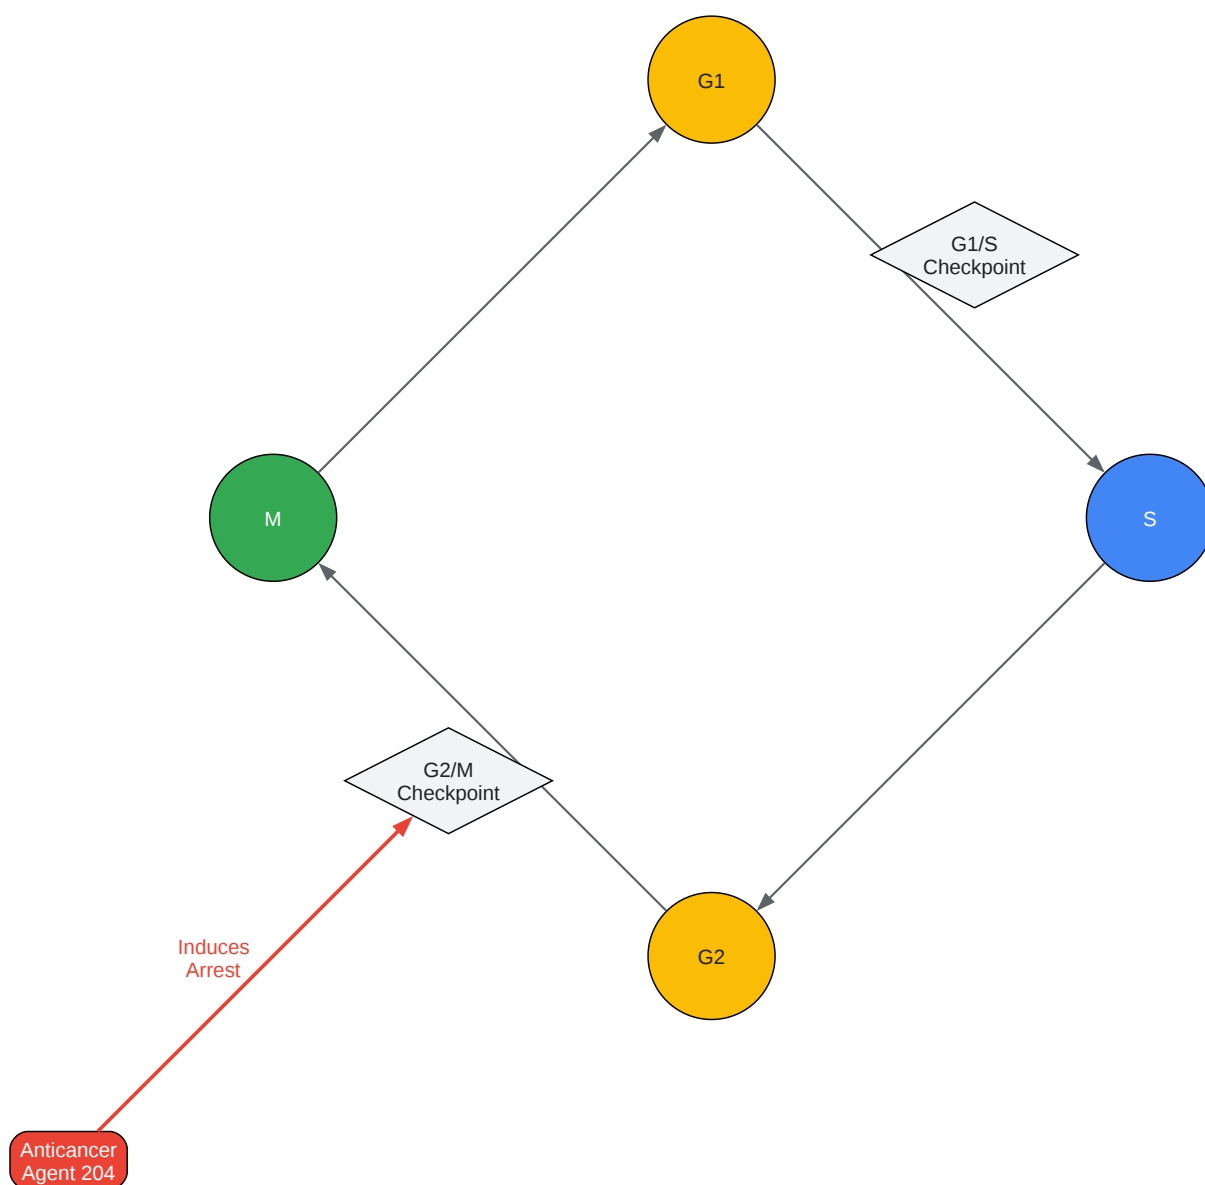 G1
G1/S
Checkpoint
M
S
G2/M
Checkpoint
Induces
Arrest
G2
Anticancer
Agent 204